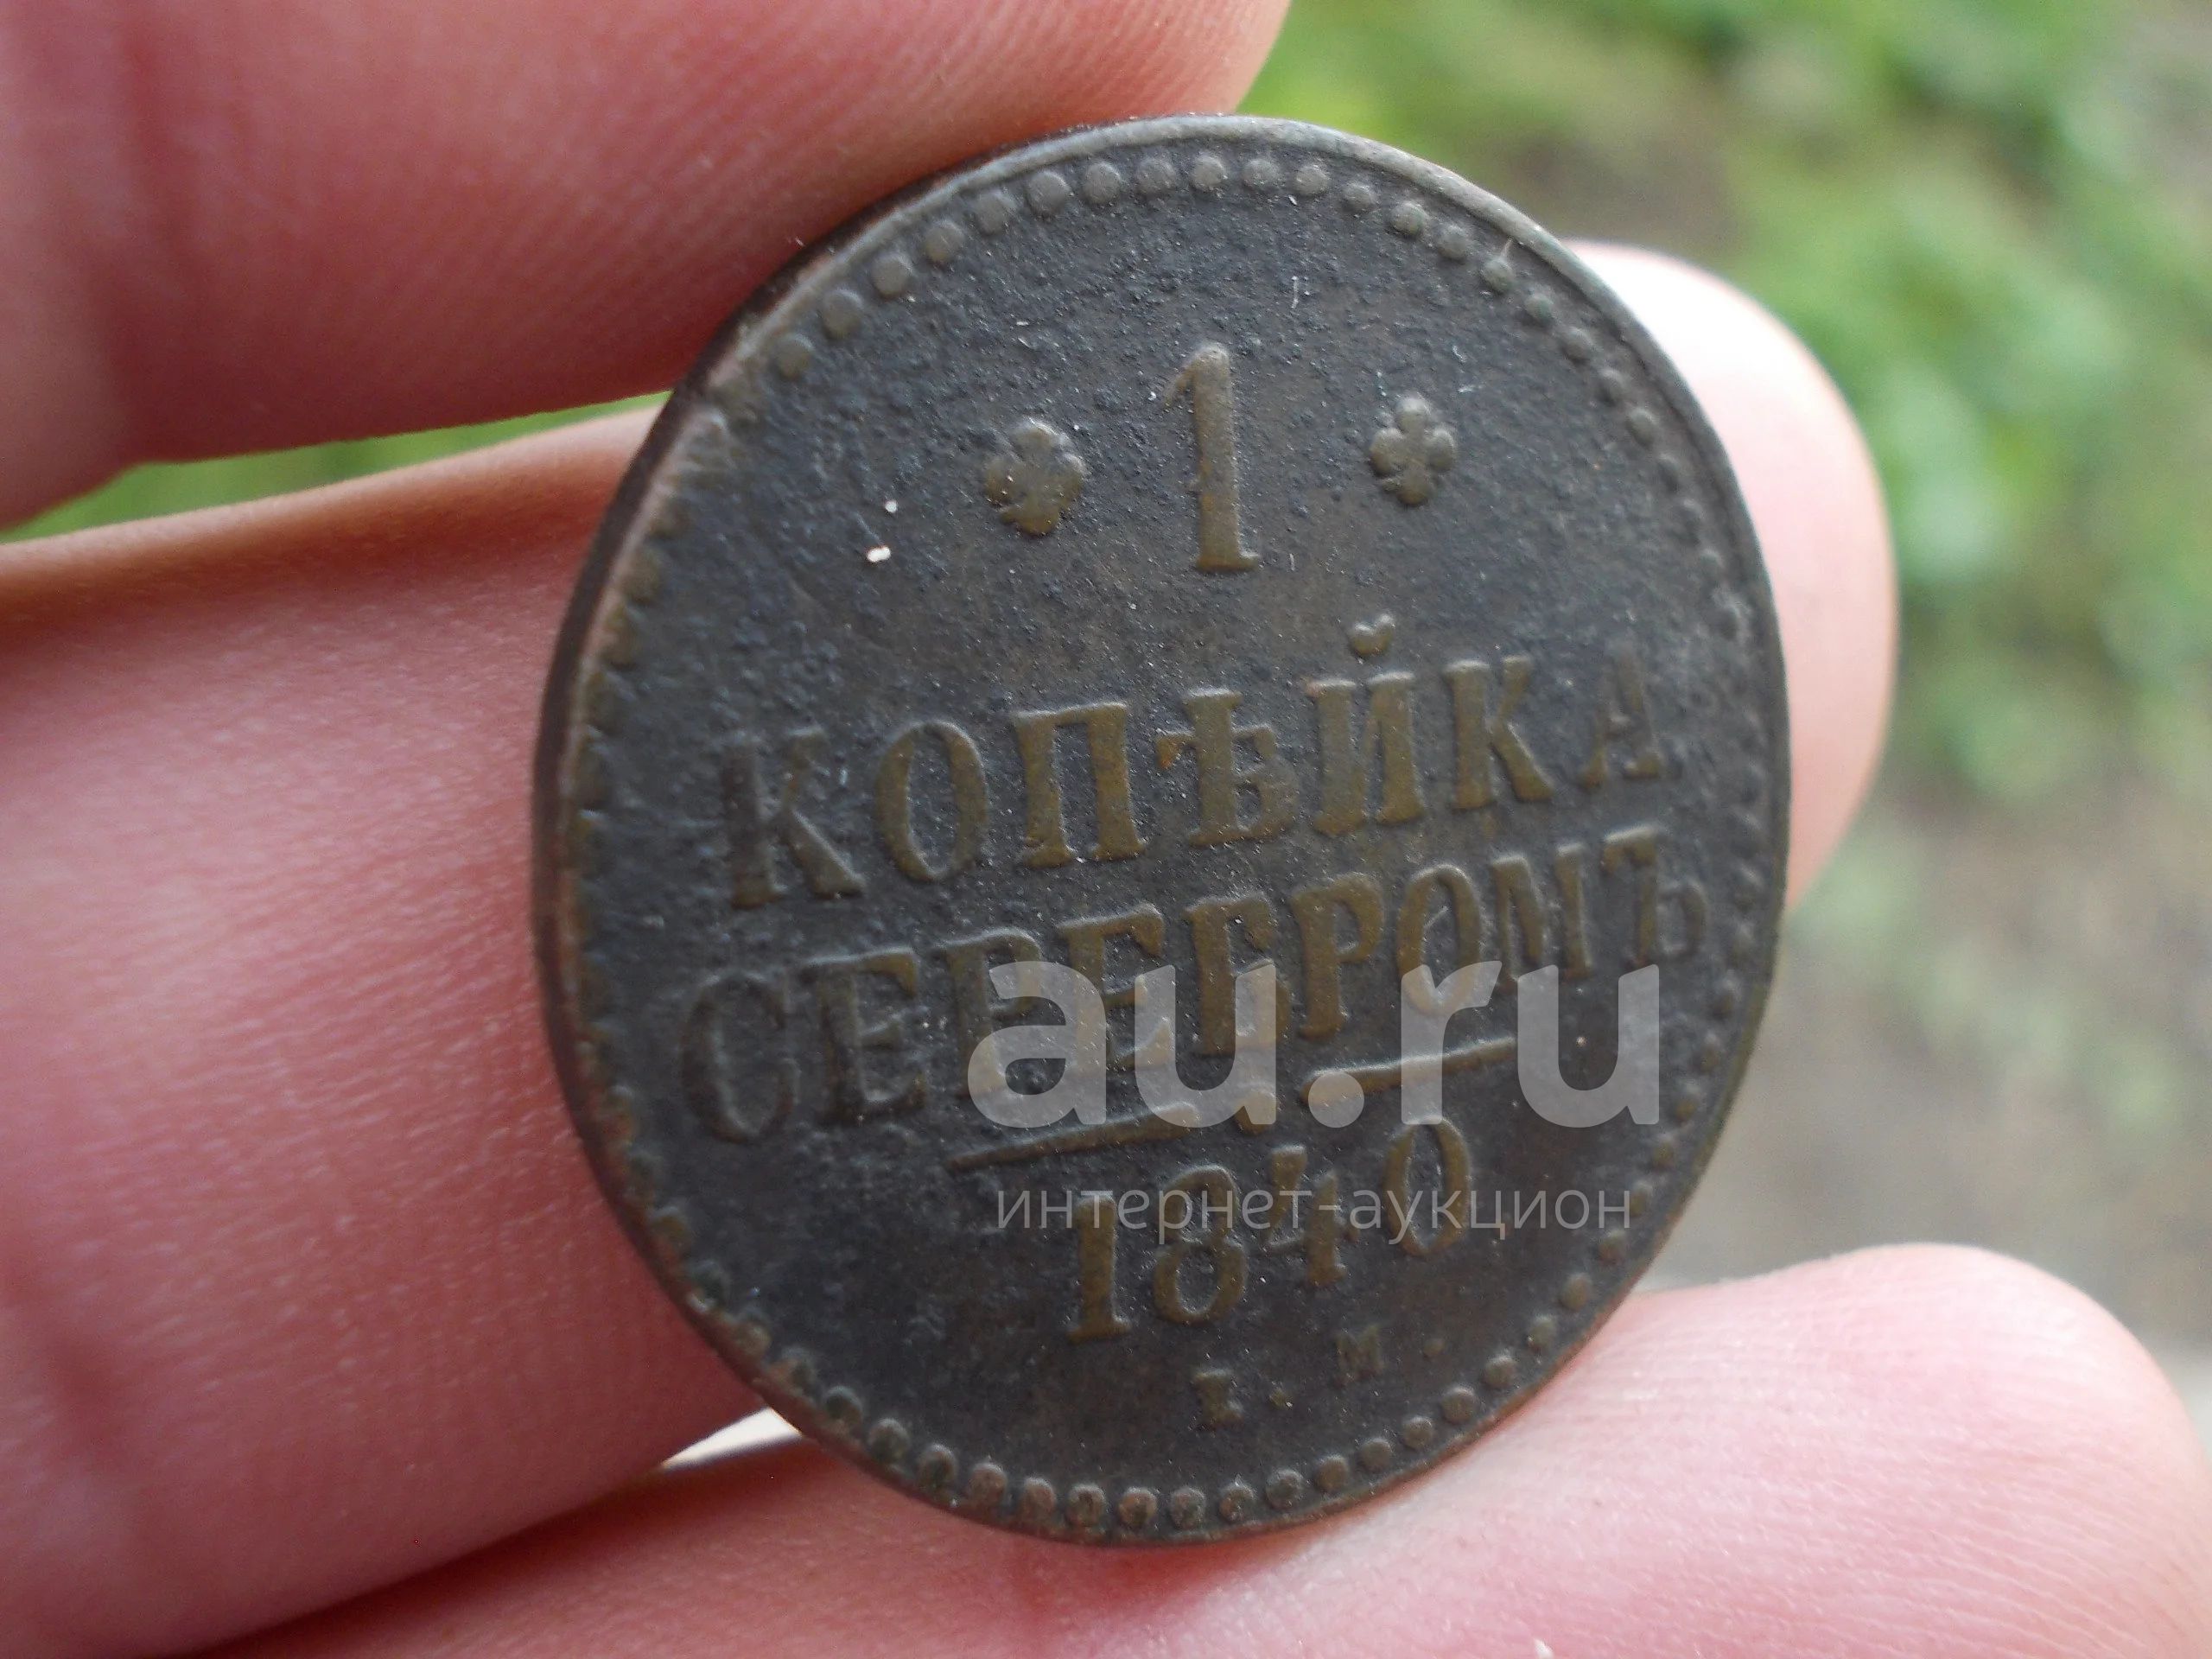 1
КОПѢЙКА
СЕРЕБРОМЪ
1840
Е. М.
au.ru
интернет-аукцион